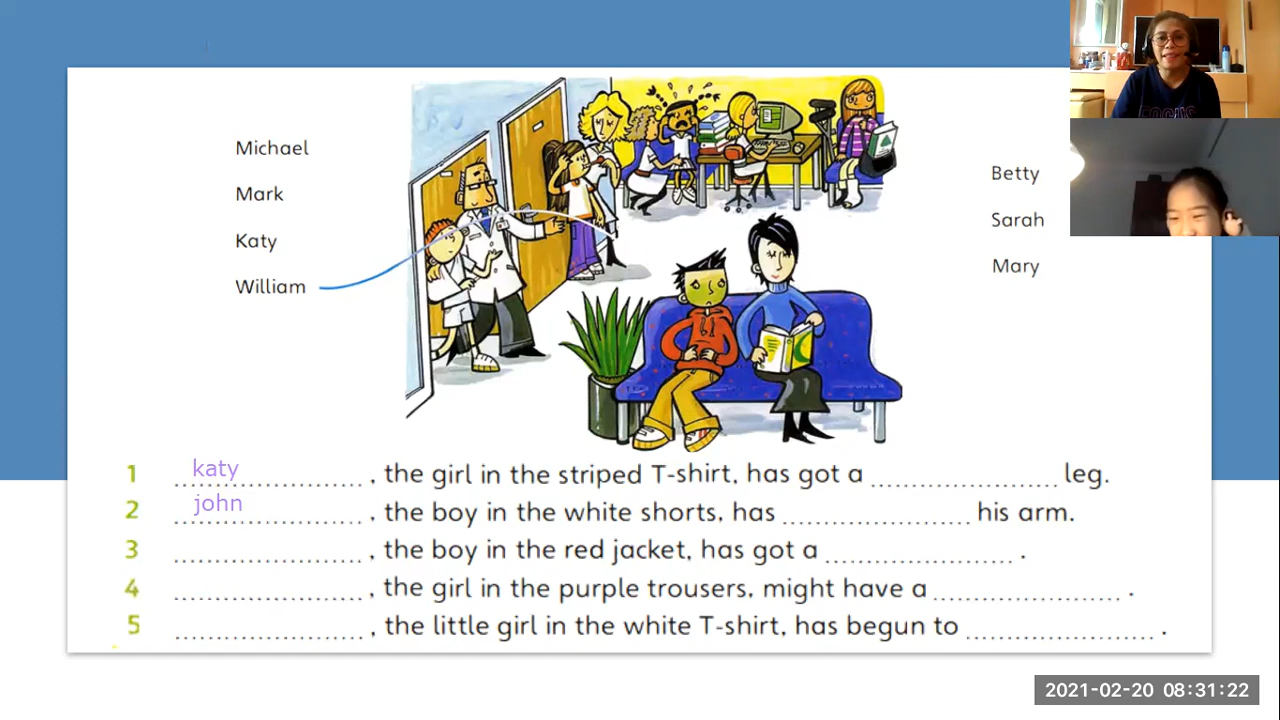 Michael
Mark
Katy
William
Betty
Sarah
Mary
1 katy , the girl in the striped T-shirt, has got a ........................ leg.
2 john , the boy in the white shorts, has ........................ his arm.
3 ........................ , the boy in the red jacket, has got a ........................ .
4 ........................ , the girl in the purple trousers, might have a ........................ .
5 ........................ , the little girl in the white T-shirt, has begun to ........................ .
2021-02-20 08:31:22